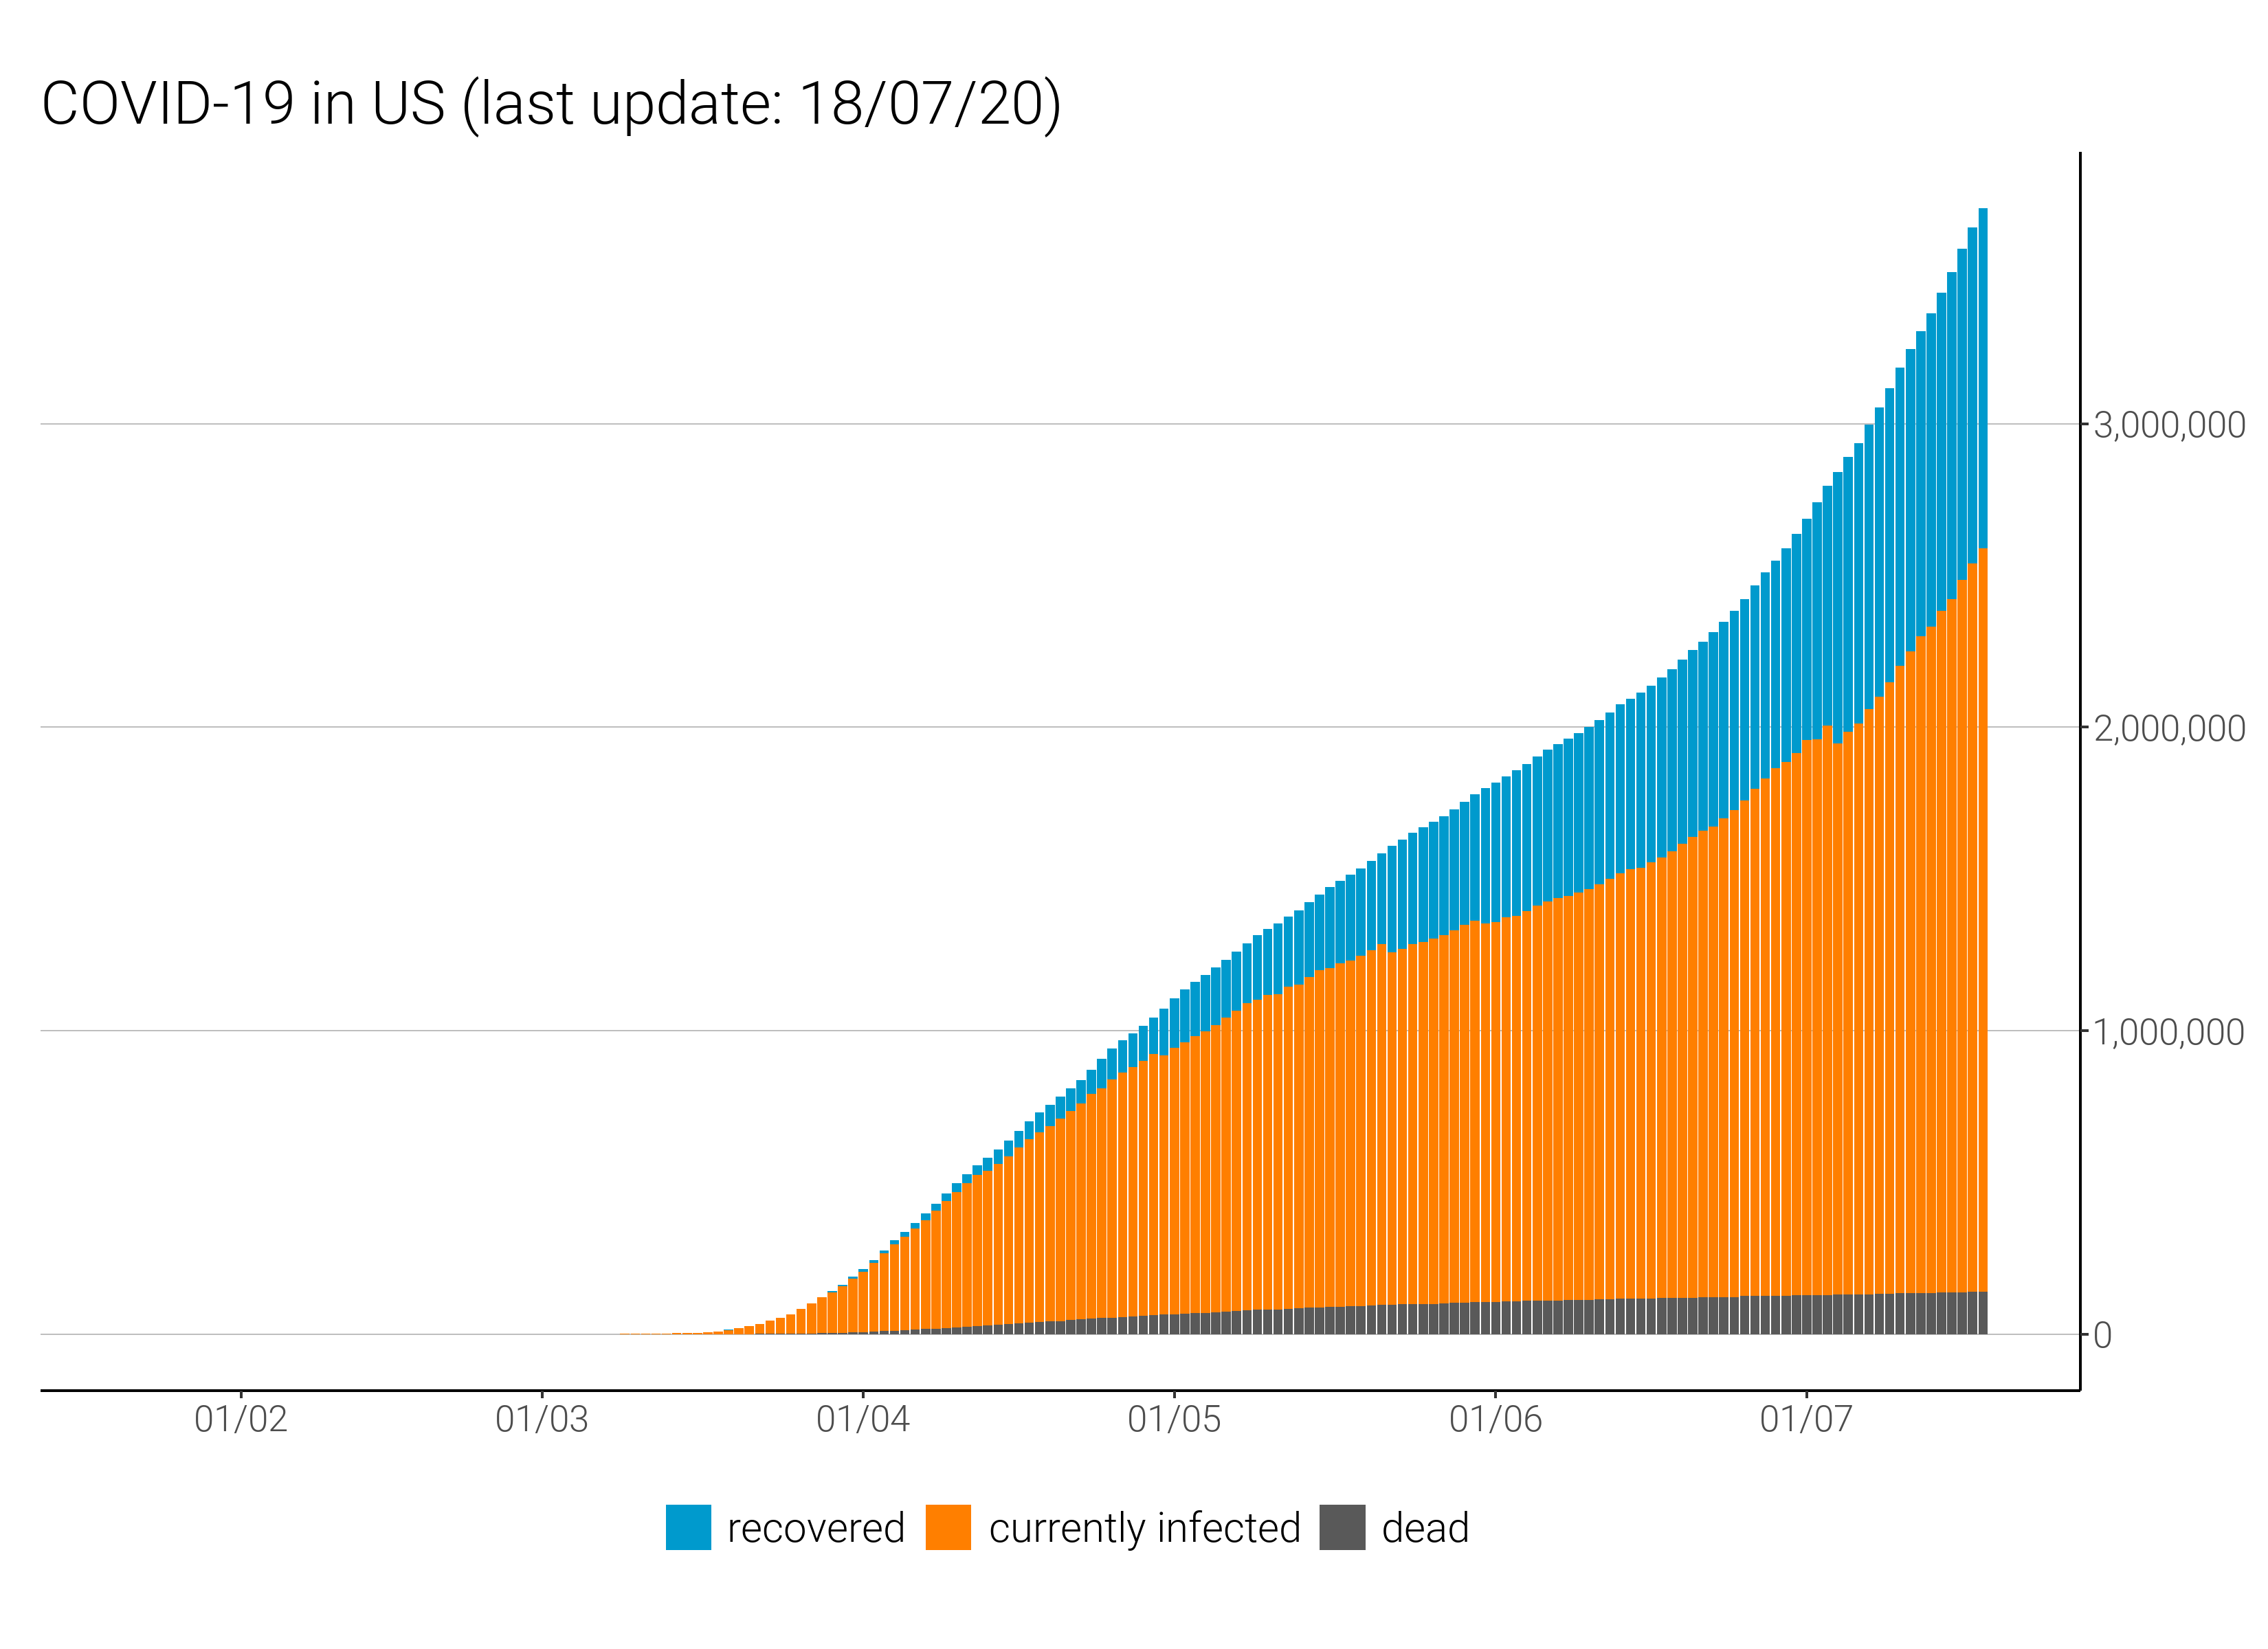 COVID-19 in US (last update: 18/07/20)
3,000,000
2,000,000
1,000,000
0
01/02 01/03 01/04 01/05 01/06 01/07
recovered currently infected dead